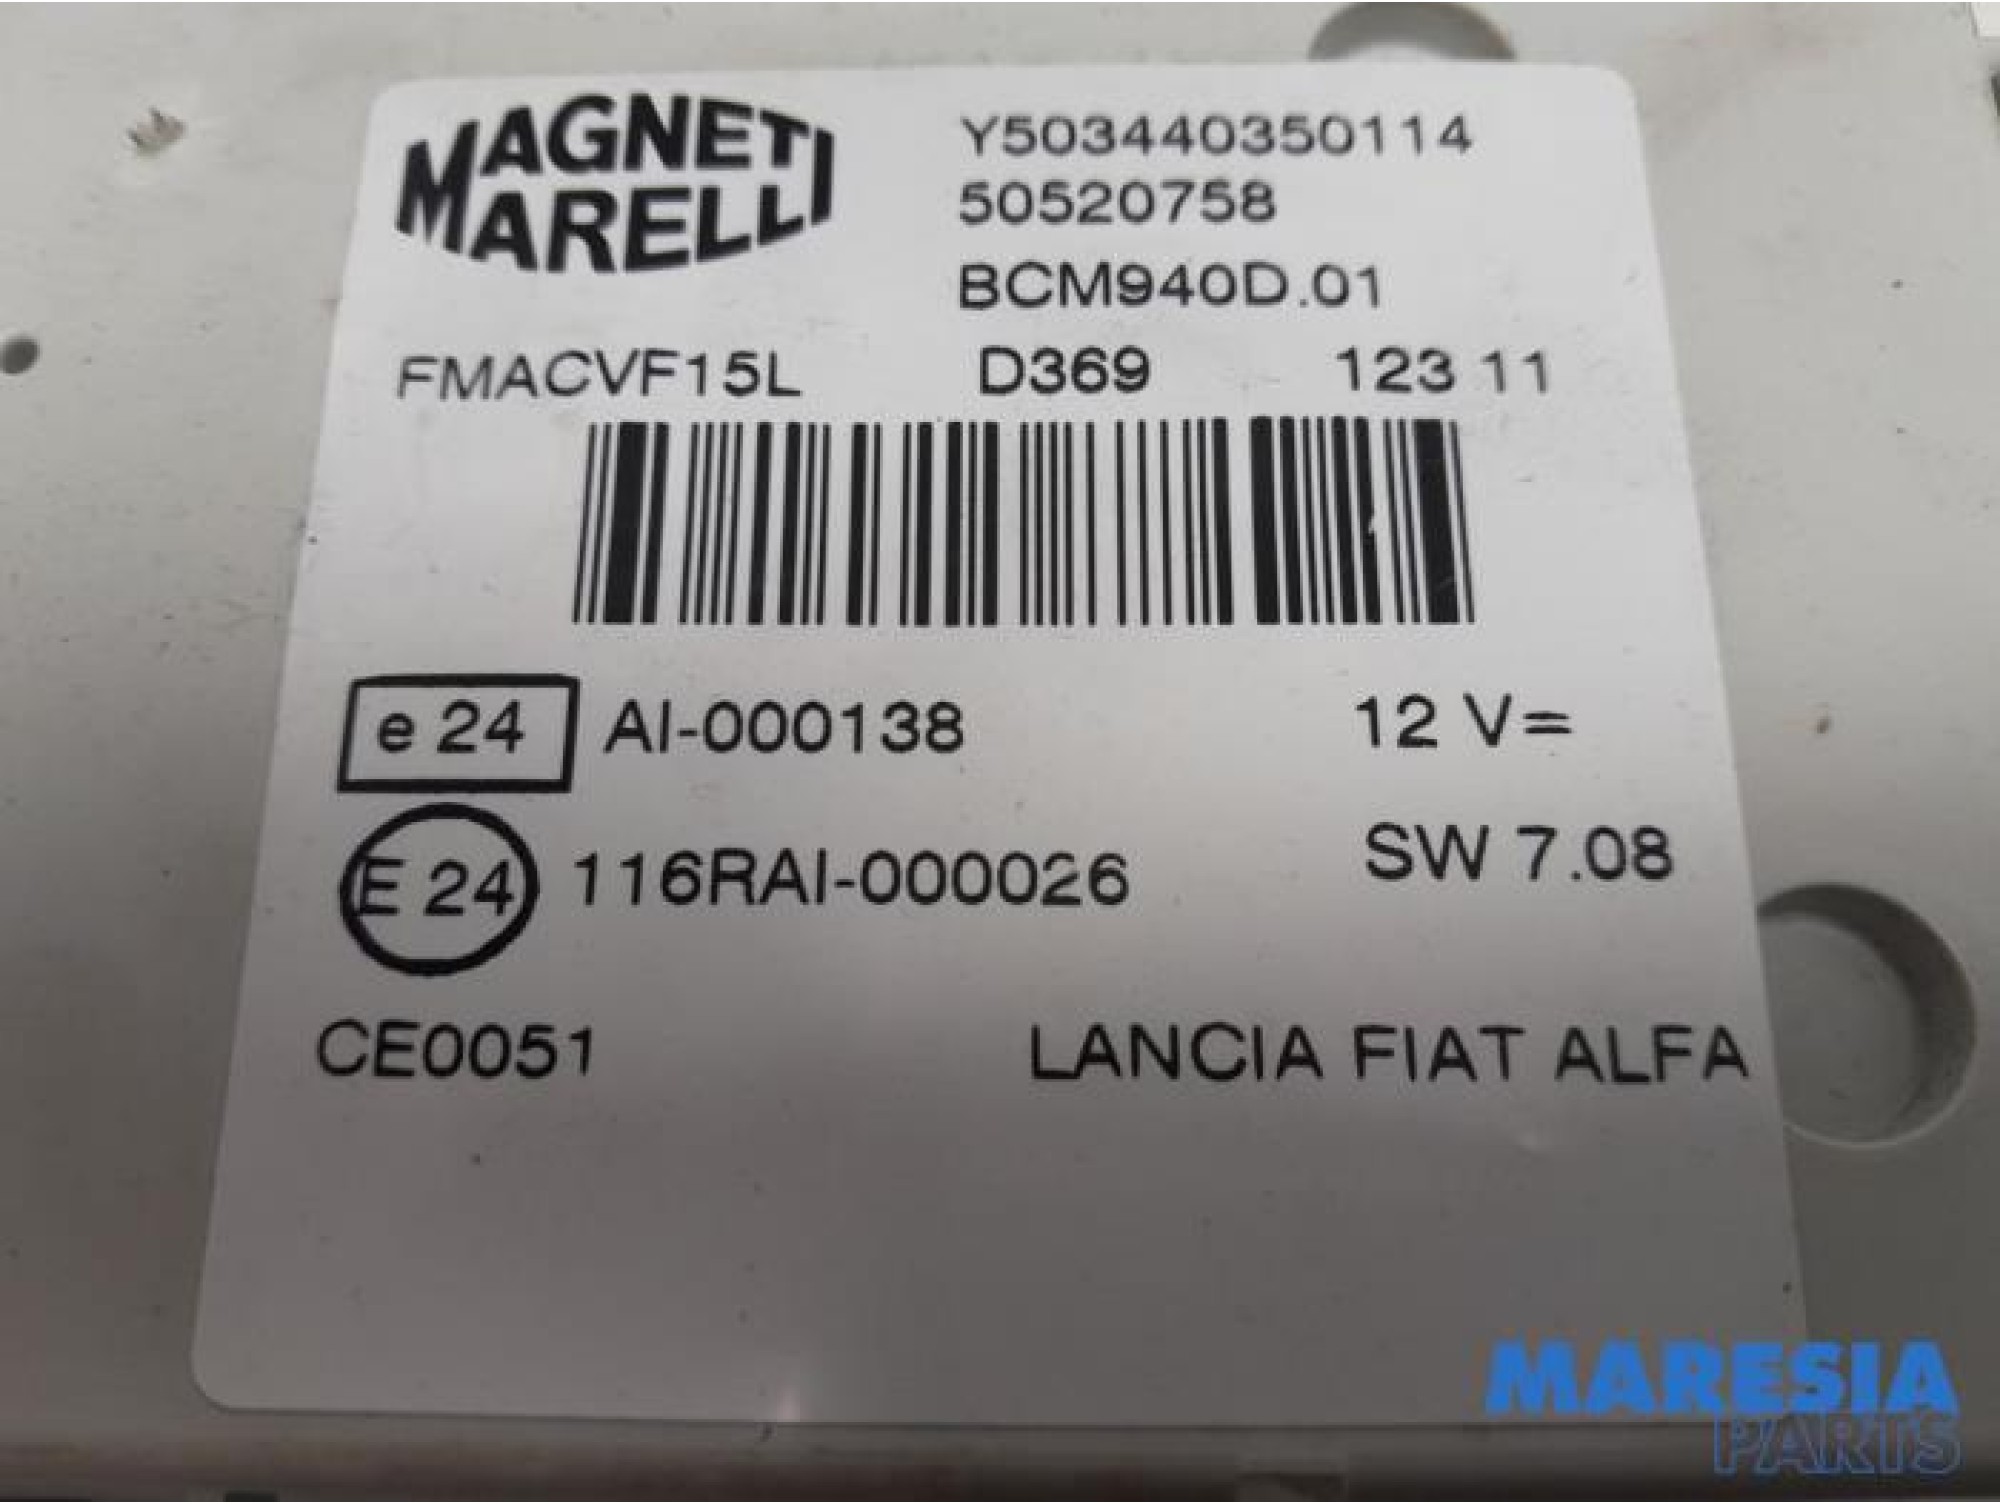 MAGNETI
MARELLI
Y503440350114
50520758
BCM940D.01
FMACVF15L D369 123 11
e 24 AI-000138 12 V=
E 24 116RAI-000026 SW 7.08
CE0051 LANCIA FIAT ALFA
MARESIA
PARTS